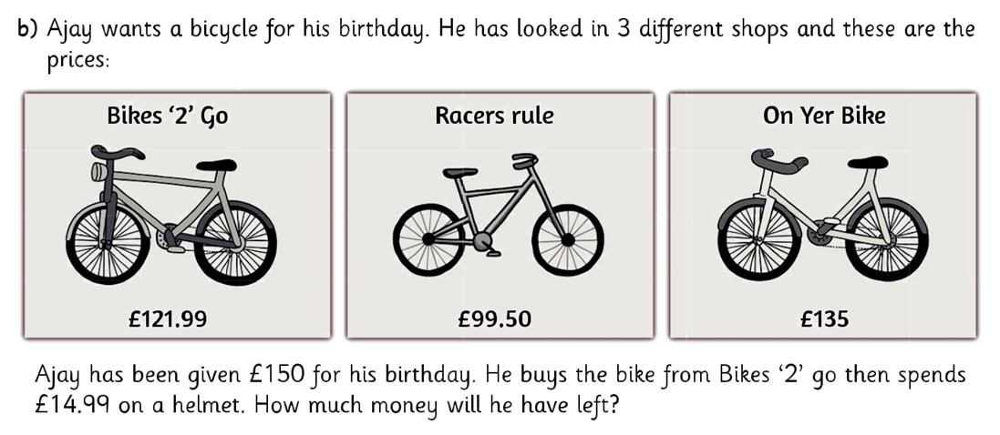 b) Ajay wants a bicycle for his birthday. He has looked in 3 different shops and these are the
prices:
Bikes ‘2’ Go
Racers rule
On Yer Bike
£121.99
£99.50
£135
Ajay has been given £150 for his birthday. He buys the bike from Bikes ‘2’ go then spends
£14.99 on a helmet. How much money will he have left?